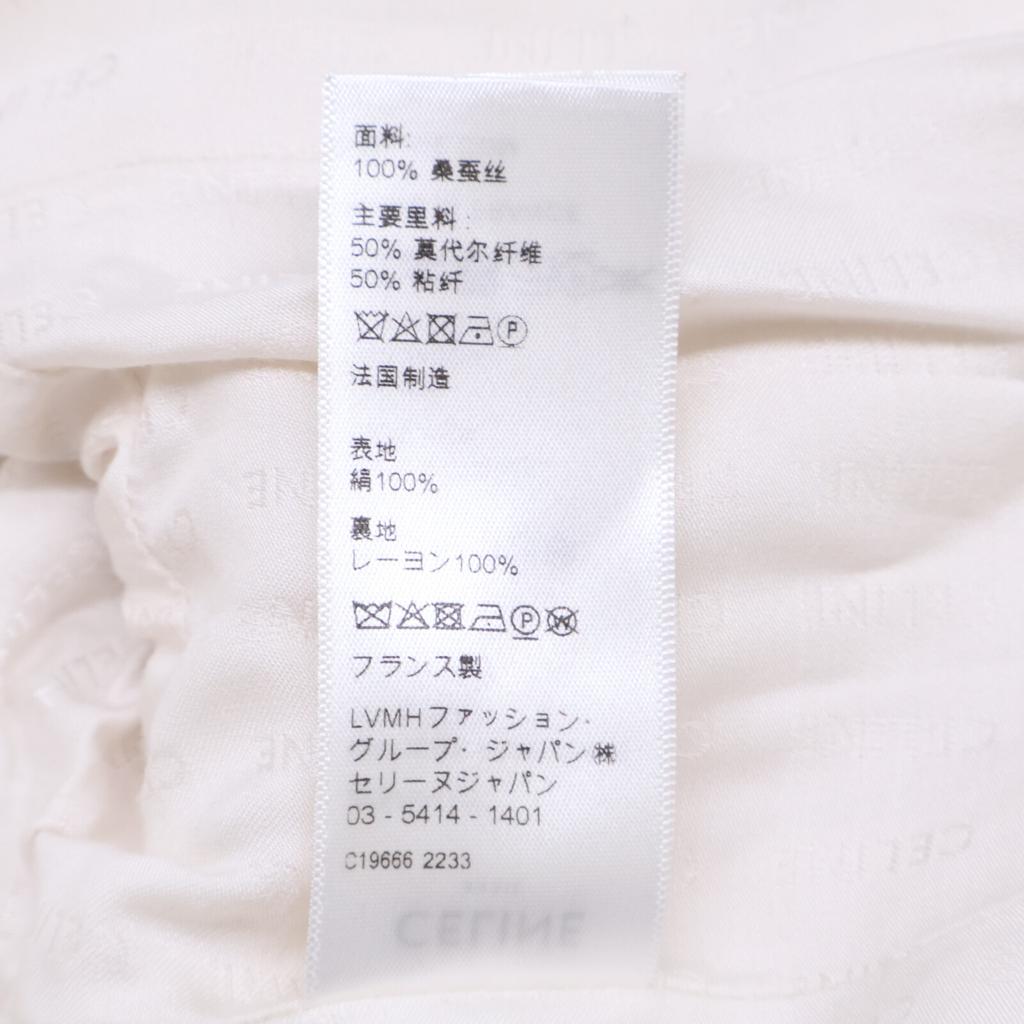 面料:
100% 桑蚕丝
主要里料:
50% 莫代尔纤维
50% 粘纤
P
法国制造
表地
絹100%
裏地
レーヨン100%
P W
フランス製
LVMHファッション・
グループ・ジャパン㈱
セリーヌジャパン
03 - 5414 - 1401
C19666 2233
CELINE